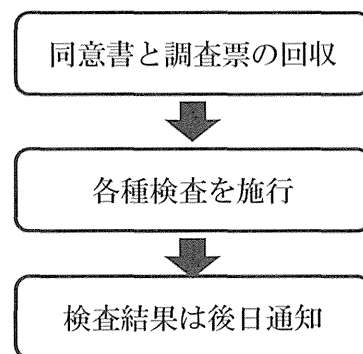 同意書と調査票の回収
各種検査を施行
検査結果は後日通知